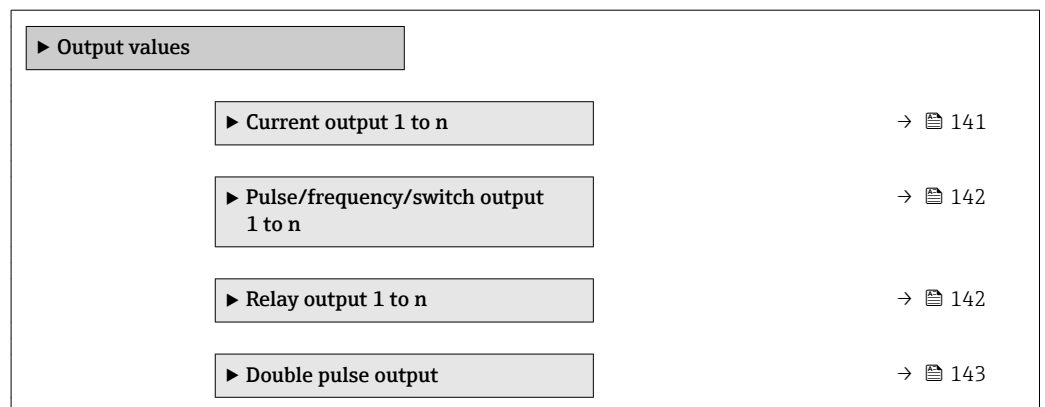 ▶ Output values
▶ Current output 1 to n → 141
▶ Pulse/frequency/switch output → 142
1 to n
▶ Relay output 1 to n → 142
▶ Double pulse output → 143